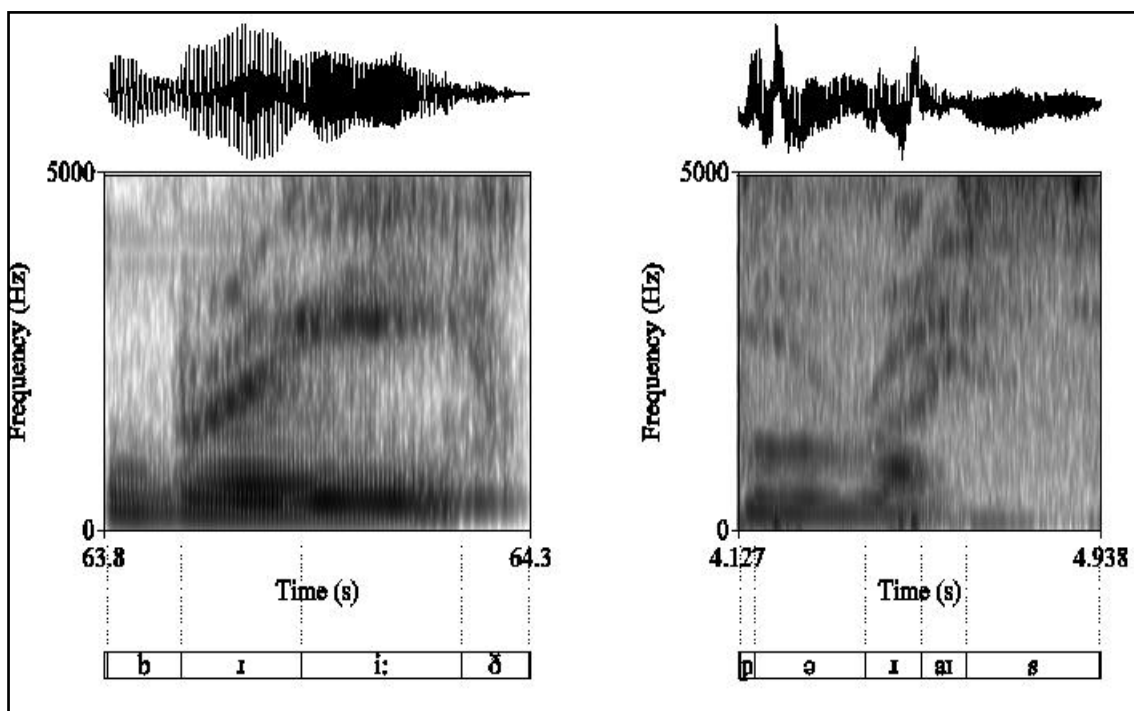 5000
Frequency (Hz)
0
63.8
64.3
Time (s)
b ɹ iː ð
5000
Frequency (Hz)
0
4.127
4.938
Time (s)
p ə ɹ aɪ s